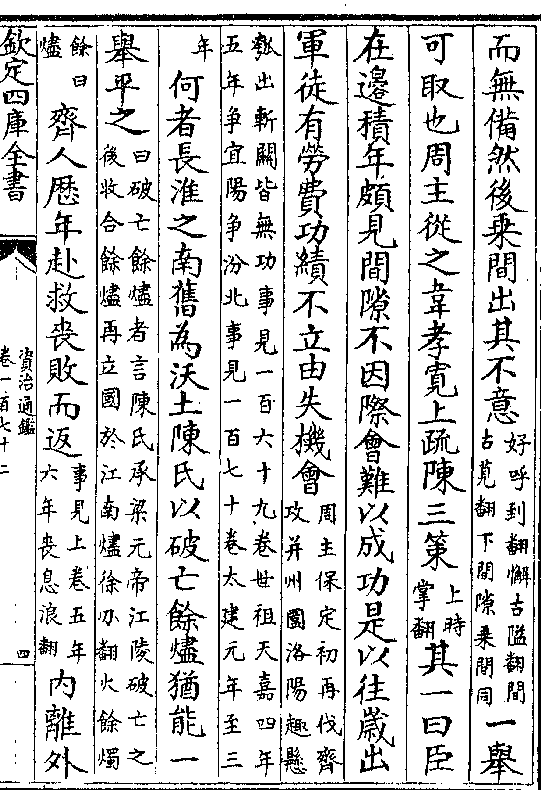 而無備然後乗間出其不意好呼到翻懈古隘翻間古莧翻下間隙乗間同一舉
可取也周主從之韋孝寛上疏陳三策上時掌翻其一曰臣
在邊積年頗見間隙不因際會難以成功是以往歳出
軍徒有勞費功績不立由失機會周主保定初再伐齊攻并州圍洛陽趣懸
瓠出斬關皆無功事見一百六十九卷世祖天嘉四年五年爭宜陽爭汾北事見一百七十卷太建元年至三
年何者長淮之南舊為沃土陳氏以破亡餘燼猶能一
舉平之曰破亡餘燼者言陳氏承梁元帝江陵破亡之後收合餘燼再立國於江南燼徐刃翻火餘燭
餘曰燼齊人歴年赴救喪敗而返事見上卷五年六年喪息浪翻内離外
欽定四庫全書
資治通鑑
卷一百七十二
四